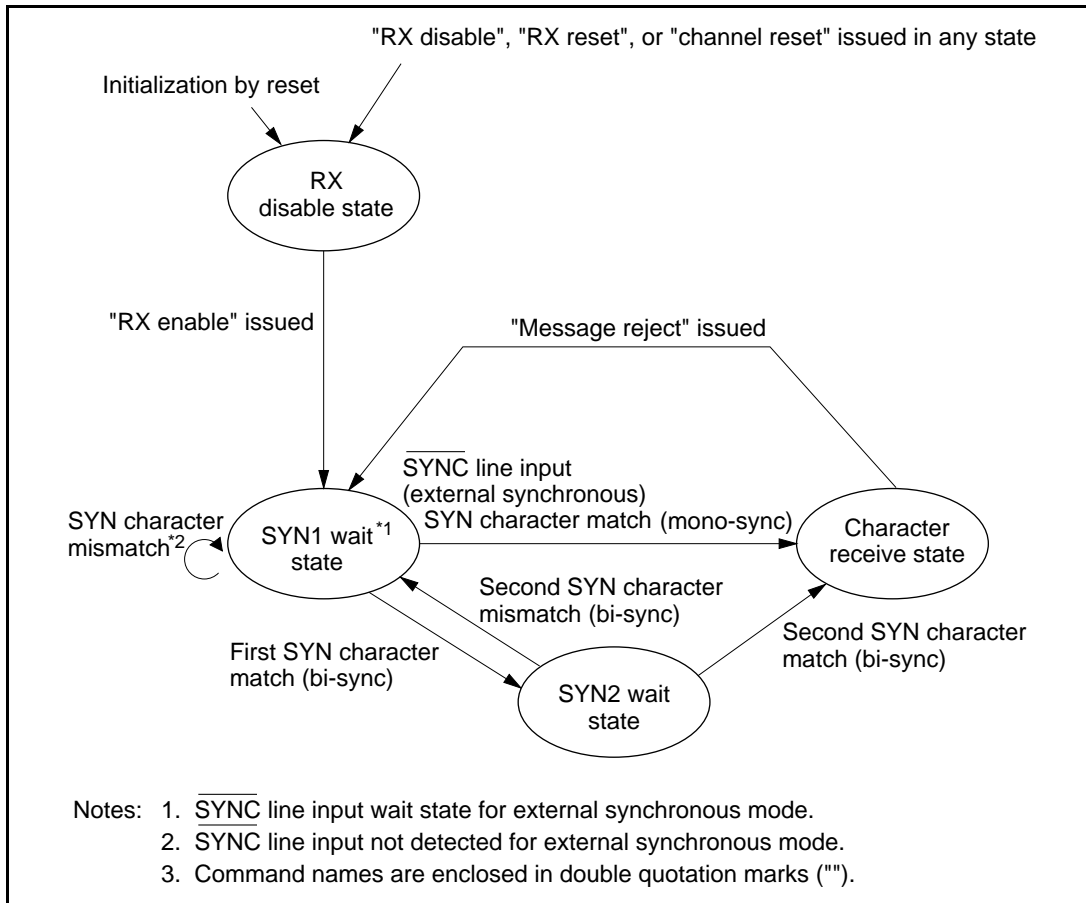 "RX disable", "RX reset", or "channel reset" issued in any state
Initialization by reset
RX
disable state
"RX enable" issued
"Message reject" issued
SYNC line input
(external synchronous)
SYN character match (mono-sync)
SYN character
mismatch*2
SYN1 wait*1
state
Character
receive state
Second SYN character
mismatch (bi-sync)
First SYN character
match (bi-sync)
Second SYN character
match (bi-sync)
SYN2 wait
state
Notes: 1. SYNC line input wait state for external synchronous mode.
2. SYNC line input not detected for external synchronous mode.
3. Command names are enclosed in double quotation marks ("").